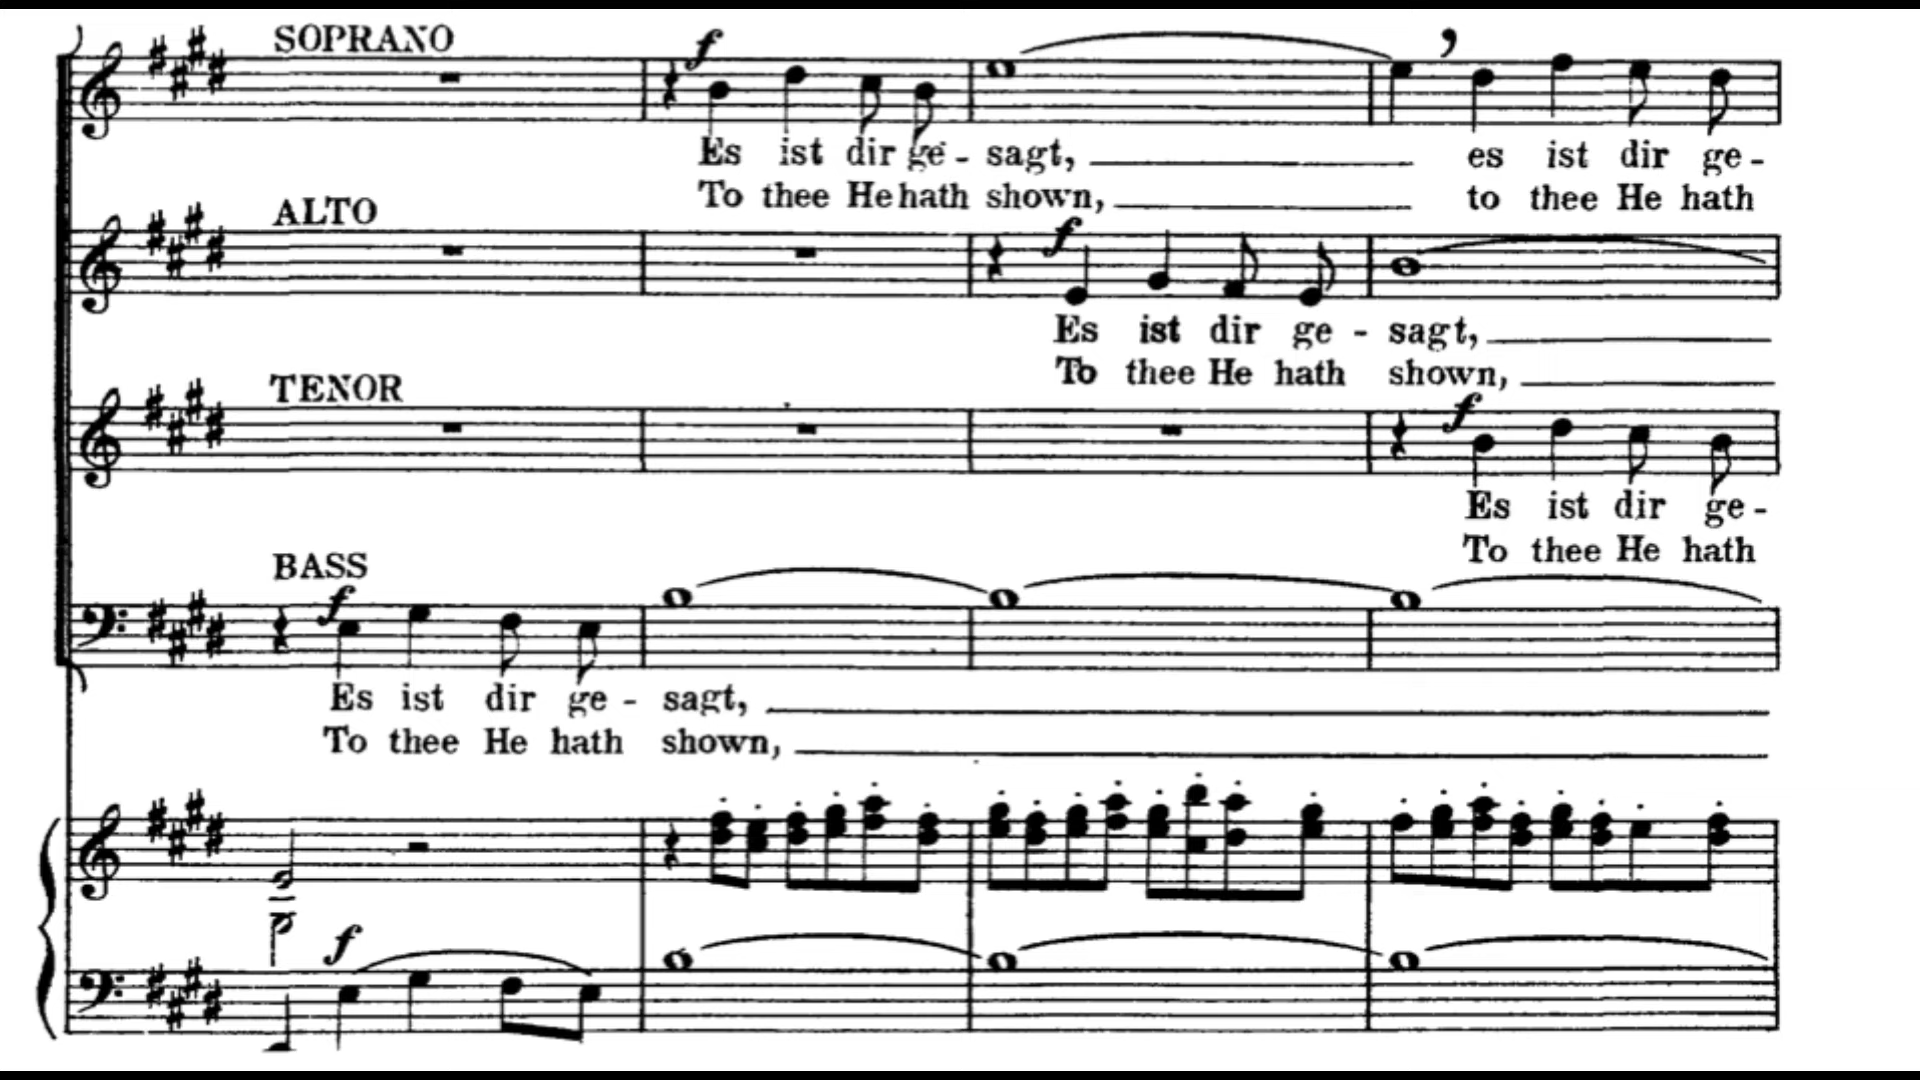 SOPRANO
f
Es ist dir ge - sagt, es ist dir ge -
To thee He hath shown, to thee He hath
ALTO
f
Es ist dir ge - sagt,
To thee He hath shown,
TENOR
f
Es ist dir ge -
To thee He hath
BASS
f
Es ist dir ge - sagt,
To thee He hath shown,
f